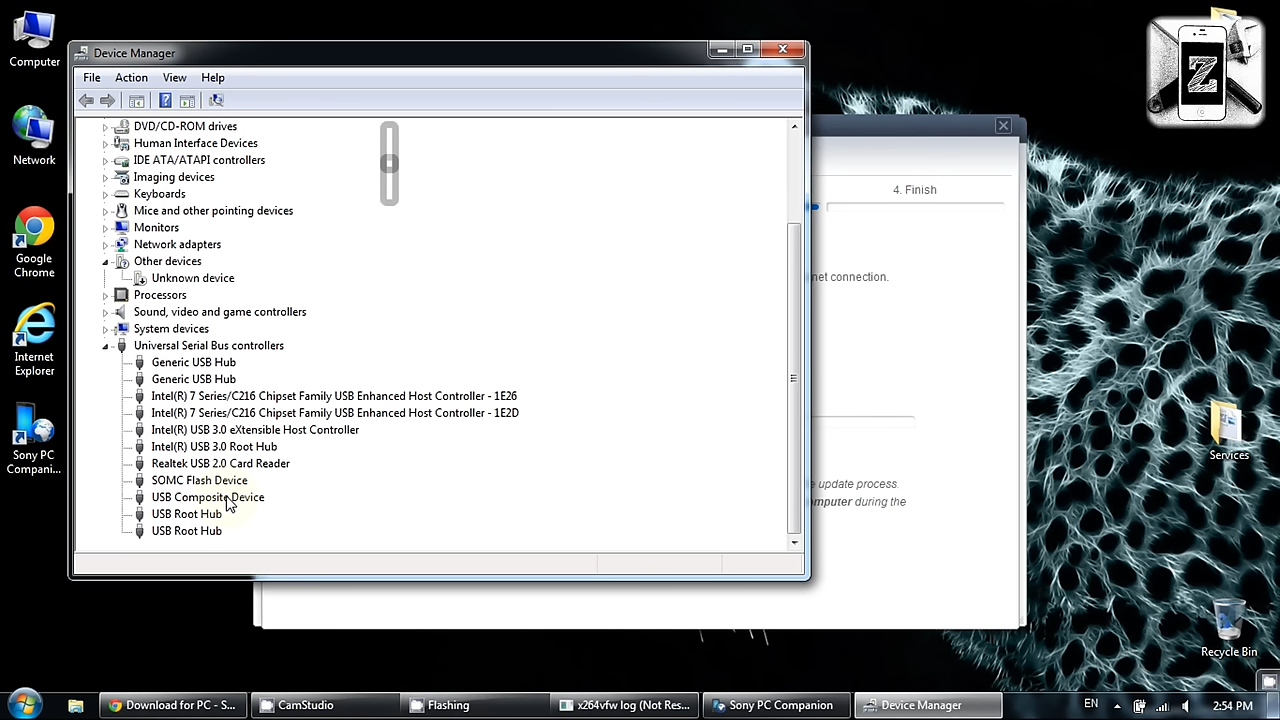 Computer
Network
Google
Chrome
Internet
Explorer
Sony PC
Compani...
Device Manager
File Action View Help
DVD/CD-ROM drives
Human Interface Devices
IDE ATA/ATAPI controllers
Imaging devices
Keyboards
Mice and other pointing devices
Monitors
Network adapters
Other devices
Unknown device
Processors
Sound, video and game controllers
System devices
Universal Serial Bus controllers
Generic USB Hub
Generic USB Hub
Intel(R) 7 Series/C216 Chipset Family USB Enhanced Host Controller - 1E26
Intel(R) 7 Series/C216 Chipset Family USB Enhanced Host Controller - 1E2D
Intel(R) USB 3.0 eXtensible Host Controller
Intel(R) USB 3.0 Root Hub
Realtek USB 2.0 Card Reader
SOMC Flash Device
USB Composite Device
USB Root Hub
USB Root Hub
4. Finish
net connection.
e update process.
omputer during the
Z
Services
Recycle Bin
Download for PC - S...
CamStudio
Flashing
x264vfw log (Not Res...
Sony PC Companion
Device Manager
EN
2:54 PM